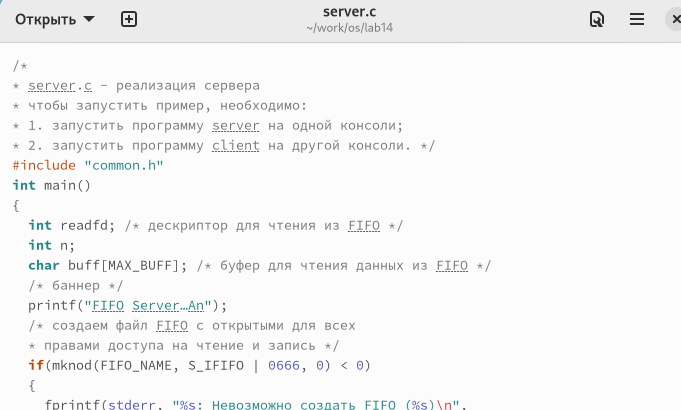 Открыть
server.c
~/work/os/lab14
/*
* server.c - реализация сервера
* чтобы запустить пример, необходимо:
* 1. запустить программу server на одной консоли;
* 2. запустить программу client на другой консоли. */
#include "common.h"
int main()
{
int readfd; /* дескриптор для чтения из FIFO */
int n;
char buff[MAX_BUFF]; /* буфер для чтения данных из FIFO */
/* баннер */
printf("FIFO Server…An");
/* создаем файл FIFO с открытыми для всех
* правами доступа на чтение и запись */
if(mknod(FIFO_NAME, S_IFIFO | 0666, 0) < 0)
{
fprintf(stderr, "%s: Невозможно создать FIFO (%s)\n",